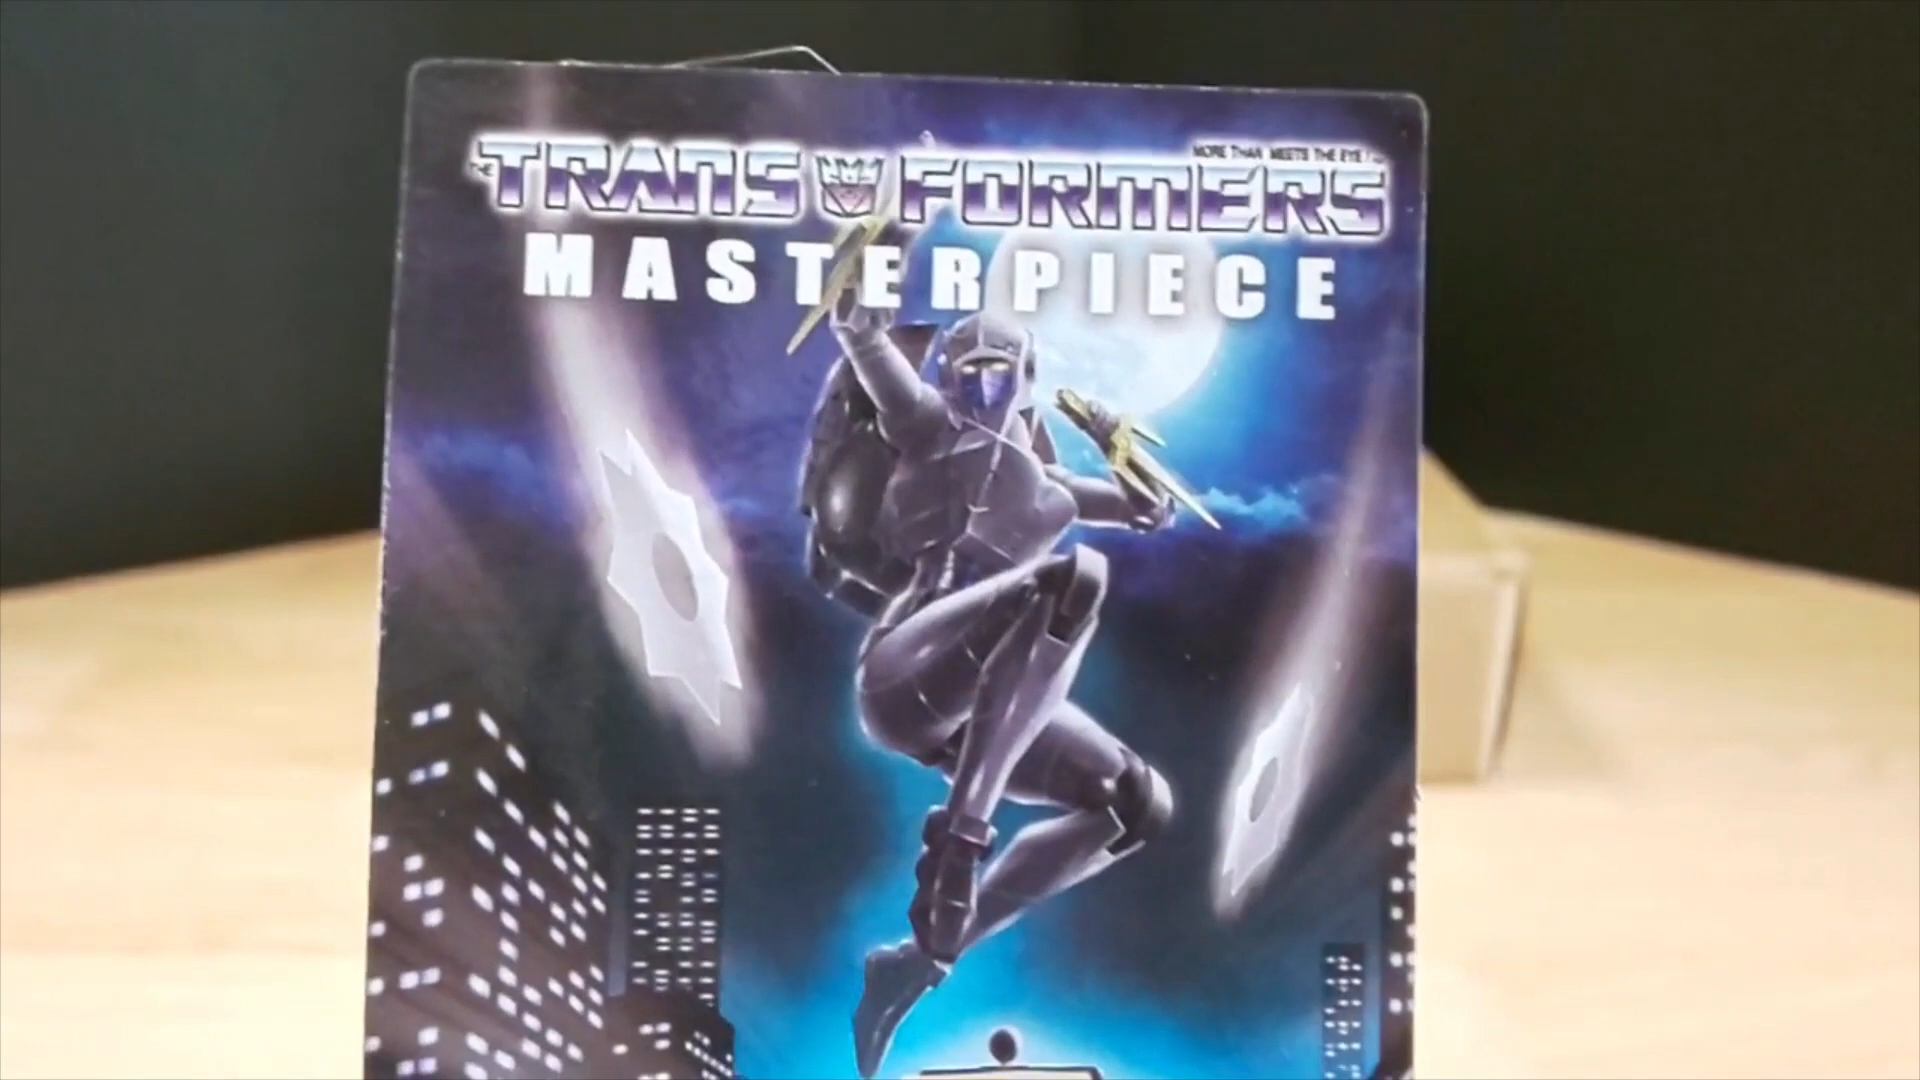 MORE THAN MEETS THE EYE!
THE TRANSFORMERS
MASTERPIECE